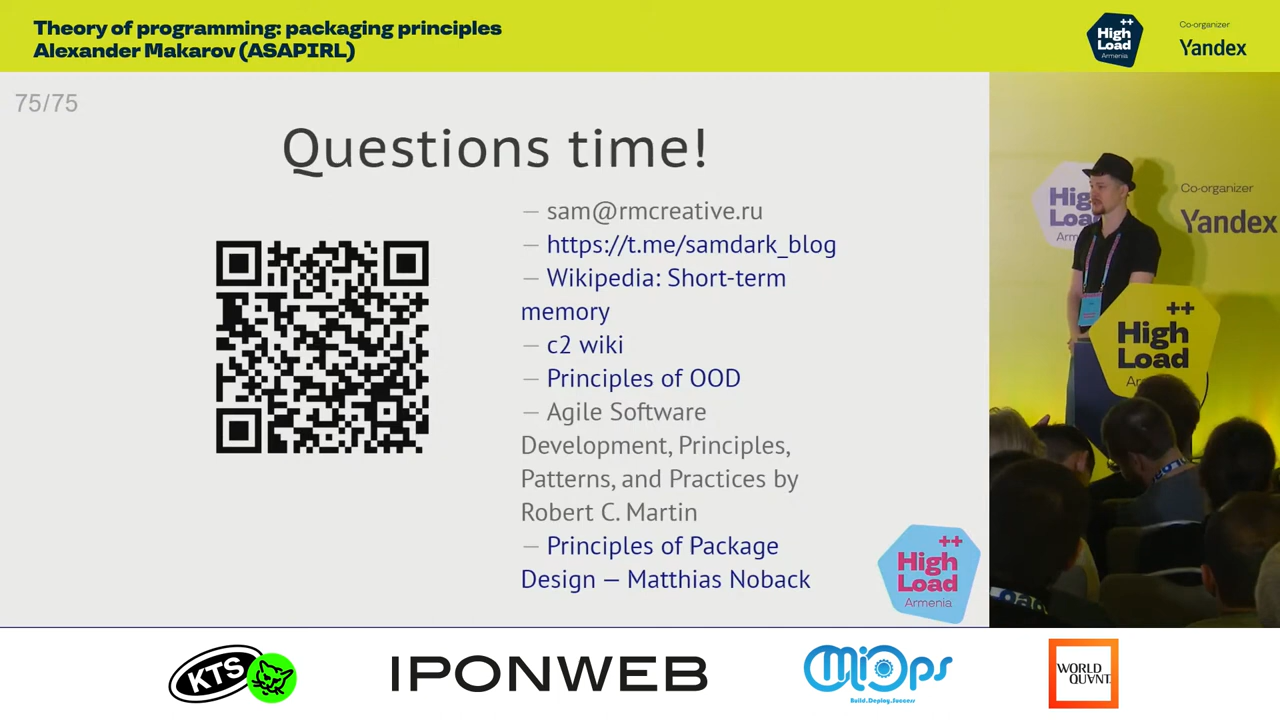 Theory of programming: packaging principles
Alexander Makarov (ASAPIRL)
++
High
Load
Armenia
Co-organizer
Yandex
75/75
Questions time!
— sam@rmcreative.ru
— https://t.me/samdark_blog
— Wikipedia: Short-term
memory
— c2 wiki
— Principles of OOD
— Agile Software
Development, Principles,
Patterns, and Practices by
Robert C. Martin
— Principles of Package
Design — Matthias Noback
++
High
Load
Armenia
Co-organizer
Yandex
++
High
Load
KTS
IPONWEB
MiOps
Build.Deploy.Success
WORLD
QUANT